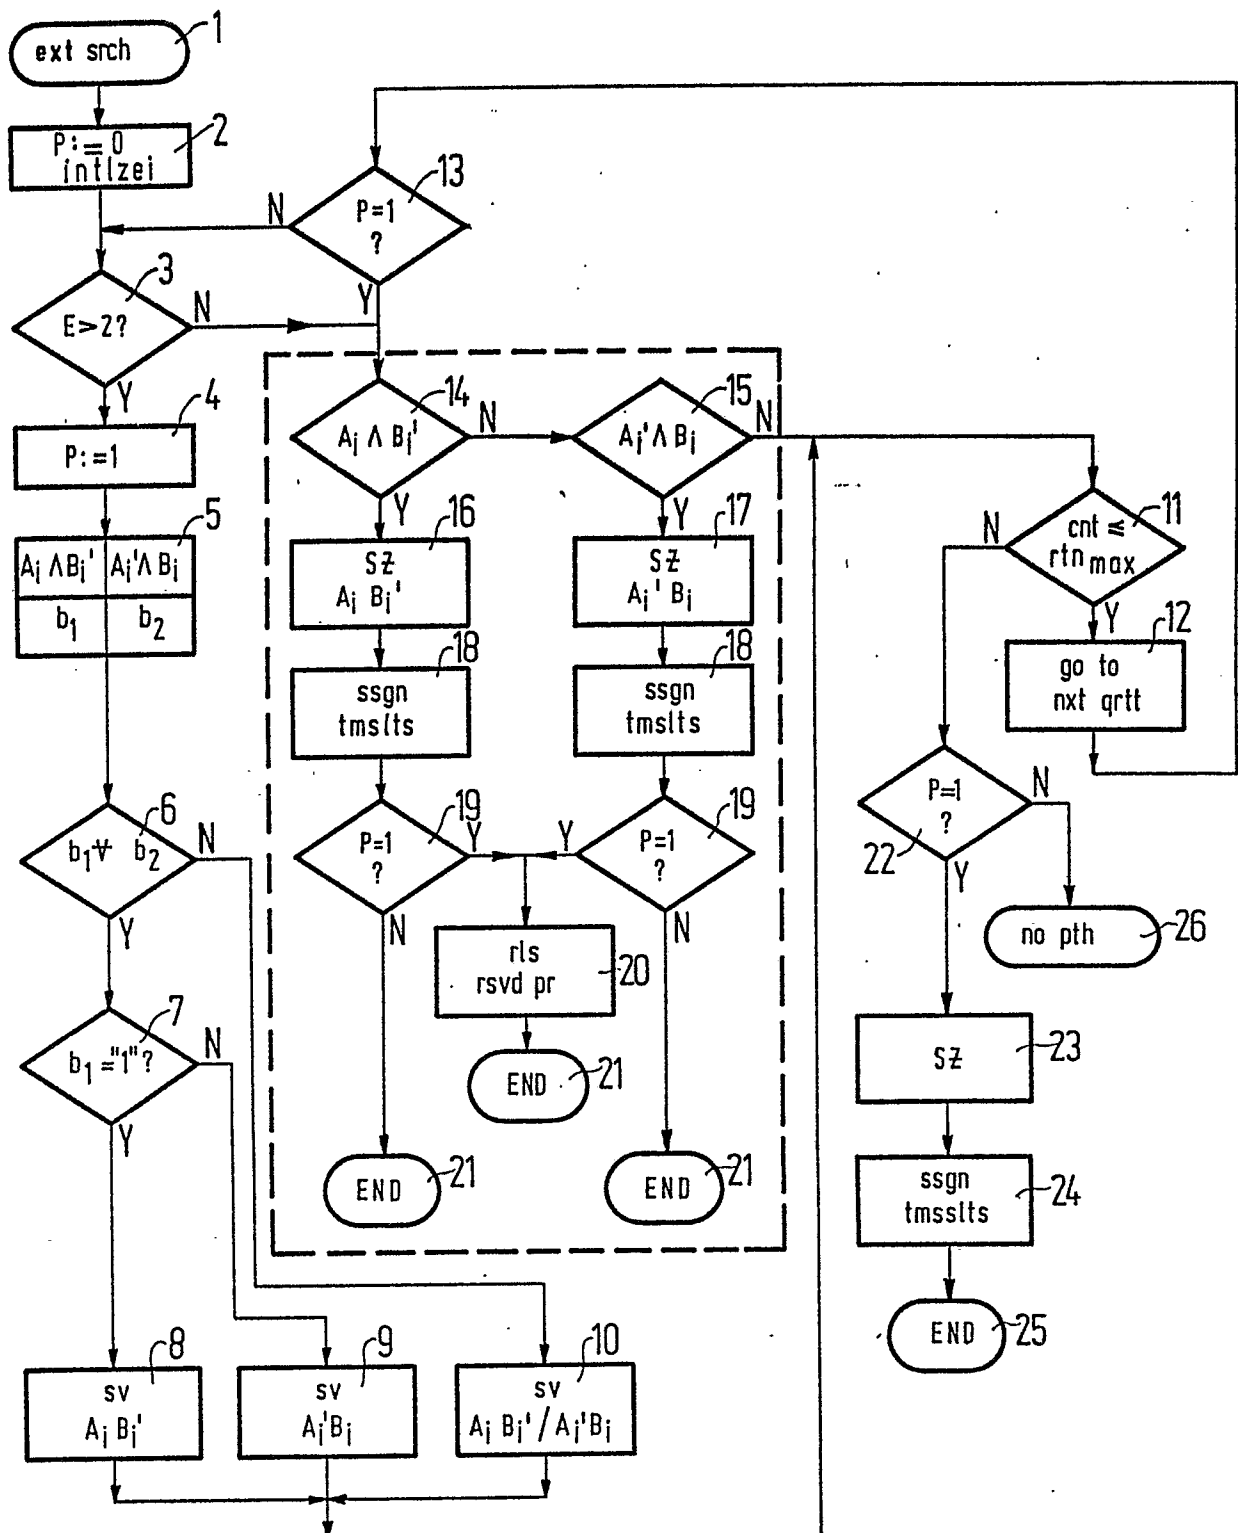 ext srch
1
P:=0
intlzei
2
P=1
?
13
N
Y
E>2?
3
N
Y
P:=1
4
Ai ΛBi' Ai'Λ Bi
b1 b2
5
Ai Λ Bi'
14
N
Y
Ai' Λ Bi
15
N
Y
cnt ≤
rtn max
11
N
Y
go to
nxt qrtt
12
SZ
Ai Bi'
16
SZ
Ai' Bi
17
ssgn
tmslts
18
ssgn
tmslts
18
b1 ∀ b2
6
N
Y
P=1
?
19
Y
N
P=1
?
19
Y
N
P=1
?
22
N
Y
no pth
26
rls
rsvd pr
20
END
21
b1 ="1"?
7
N
Y
SZ
23
END
21
END
21
ssgn
tmsslts
24
END
25
sv
Ai Bi'
8
sv
Ai'Bi
9
sv
Ai Bi' / Ai'Bi
10